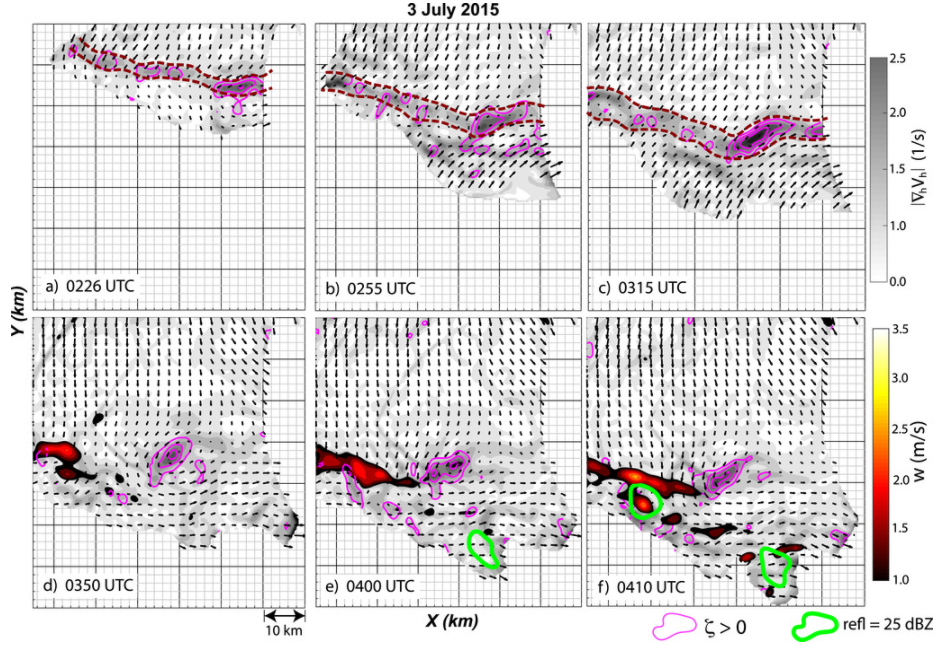 3 July 2015
a) 0226 UTC
b) 0255 UTC
c) 0315 UTC
2.5
2.0
1.5
1.0
0.0
|∇ₕVₕ| (1/s)
Y (km)
d) 0350 UTC
e) 0400 UTC
f) 0410 UTC
3.5
3.0
2.5
2.0
1.5
1.0
w (m/s)
10 km
X (km)
ζ > 0
refl = 25 dBZ